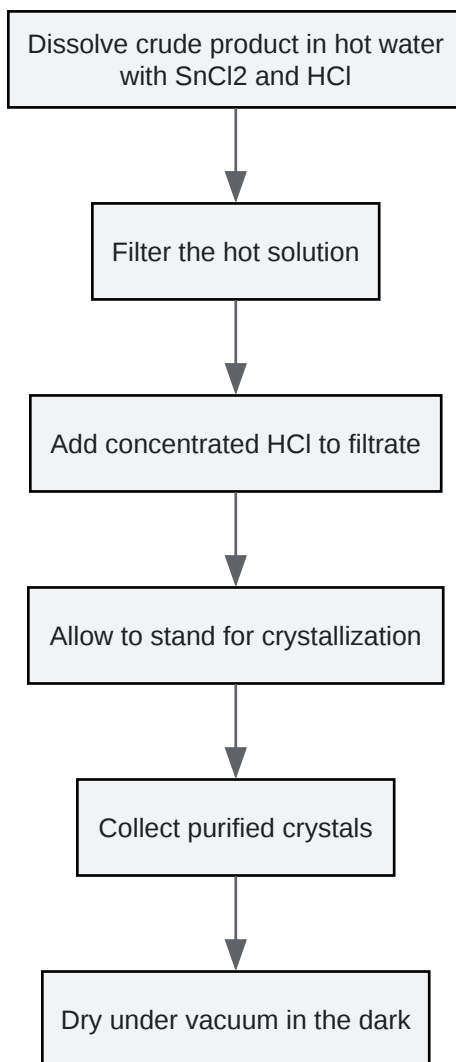 Dissolve crude product in hot water
with SnCl2 and HCl
Filter the hot solution
Add concentrated HCl to filtrate
Allow to stand for crystallization
Collect purified crystals
Dry under vacuum in the dark